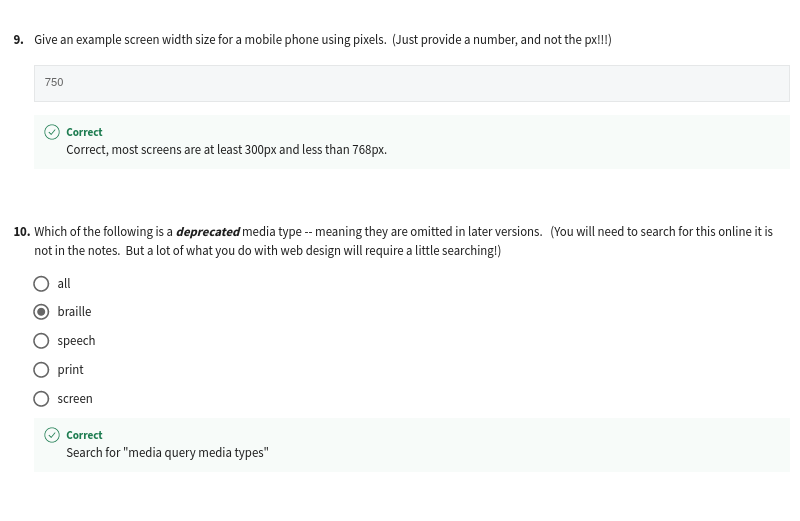 9. Give an example screen width size for a mobile phone using pixels. (Just provide a number, and not the px!!!)
750
Correct
Correct, most screens are at least 300px and less than 768px.
10. Which of the following is a deprecated media type -- meaning they are omitted in later versions. (You will need to search for this online it is
not in the notes. But a lot of what you do with web design will require a little searching!)
all
braille
speech
print
screen
Correct
Search for "media query media types"